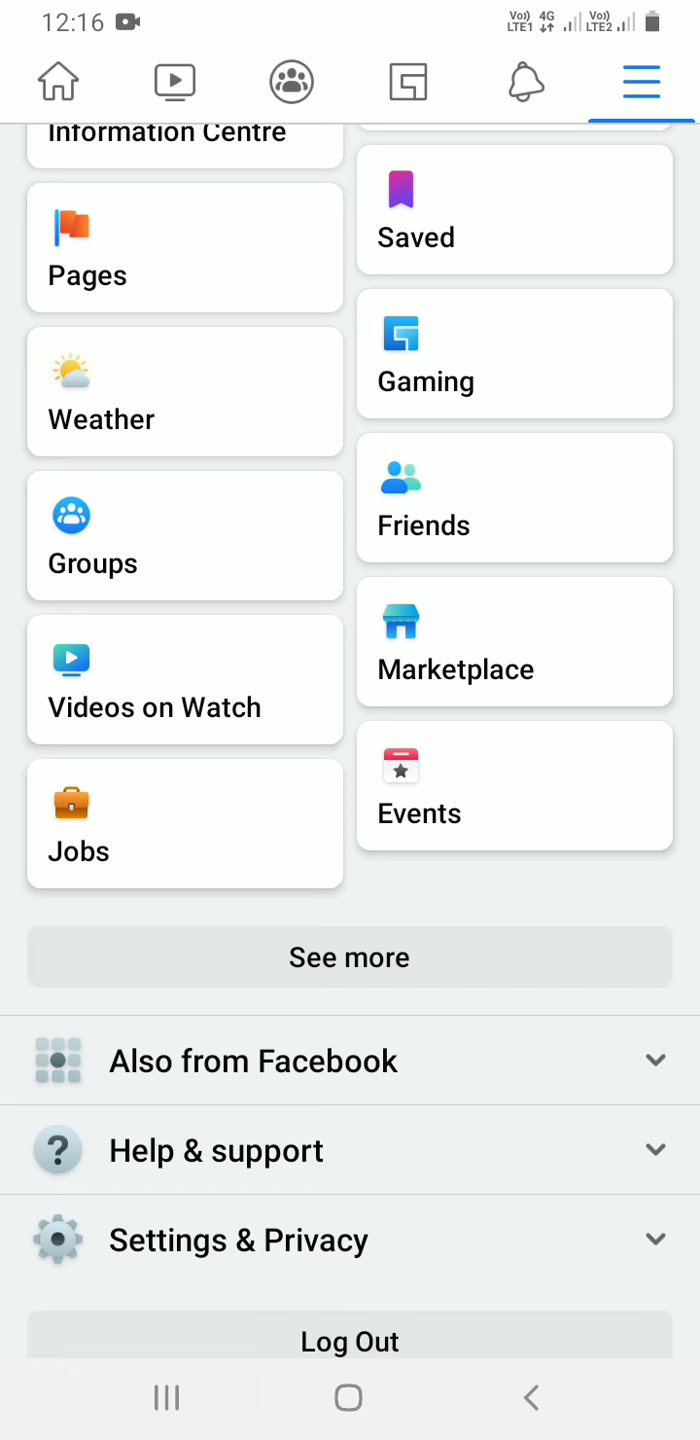 12:16
Vo)) 4G Vo))
LTE1 LTE2
Information Centre
Saved
Pages
Gaming
Weather
Friends
Groups
Marketplace
Videos on Watch
Events
Jobs
See more
Also from Facebook
Help & support
Settings & Privacy
Log Out